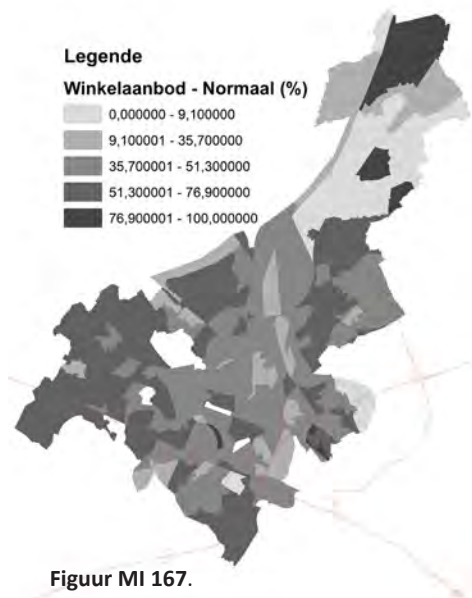 Legende
Winkelaanbod - Normaal (%)
0,000000 - 9,100000
9,100001 - 35,700000
35,700001 - 51,300000
51,300001 - 76,900000
76,900001 - 100,000000
Figuur MI 167.